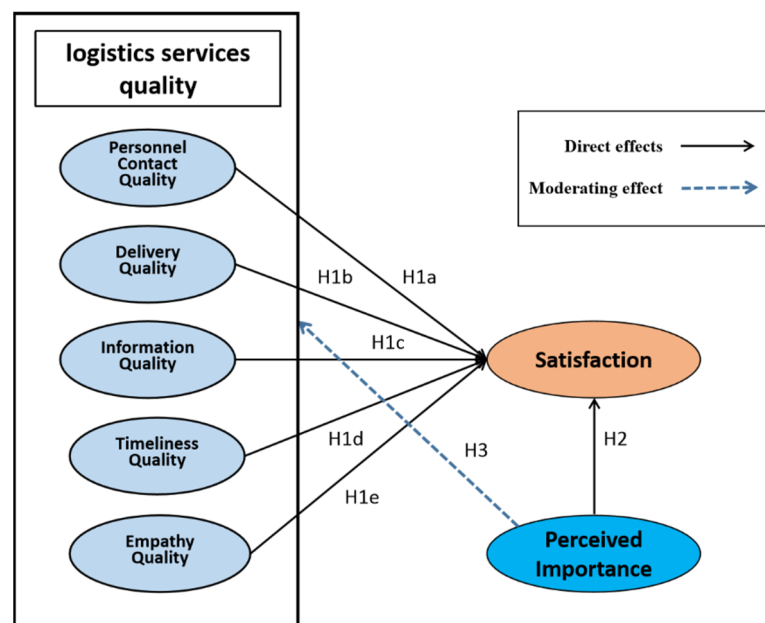 logistics services
quality
Personnel
Contact
Quality
Delivery
Quality
Information
Quality
Timeliness
Quality
Empathy
Quality
H1a
H1b
H1c
H1d
H1e
H3
H2
Direct effects
Moderating effect
Satisfaction
Perceived
Importance